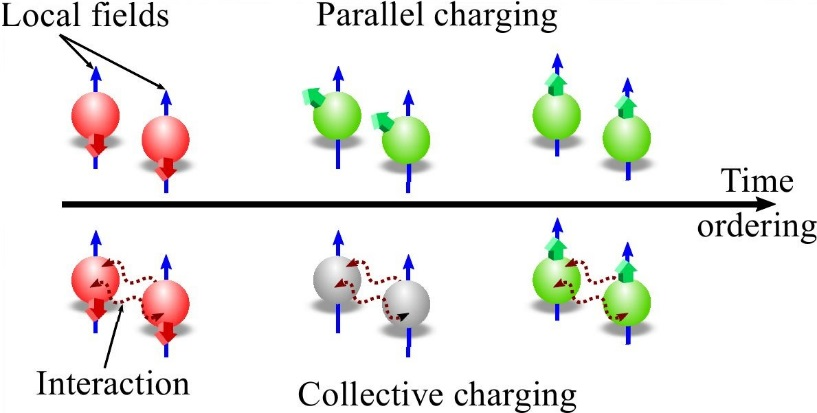 Local fields
Parallel charging
Time
ordering
Interaction
Collective charging